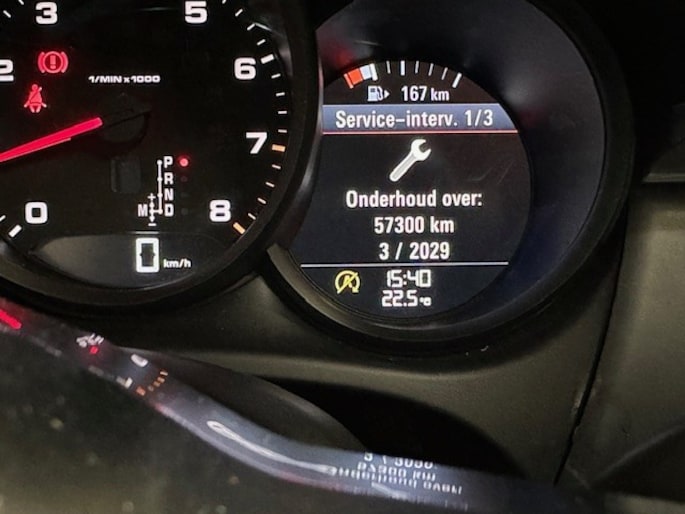 3
5
2
6
1/MIN x 1000
7
P
R
N
M D
0
8
0 km/h
167 km
Service-interv. 1/3
Onderhoud over:
57300 km
3 / 2029
A
15:40
22.5 °C